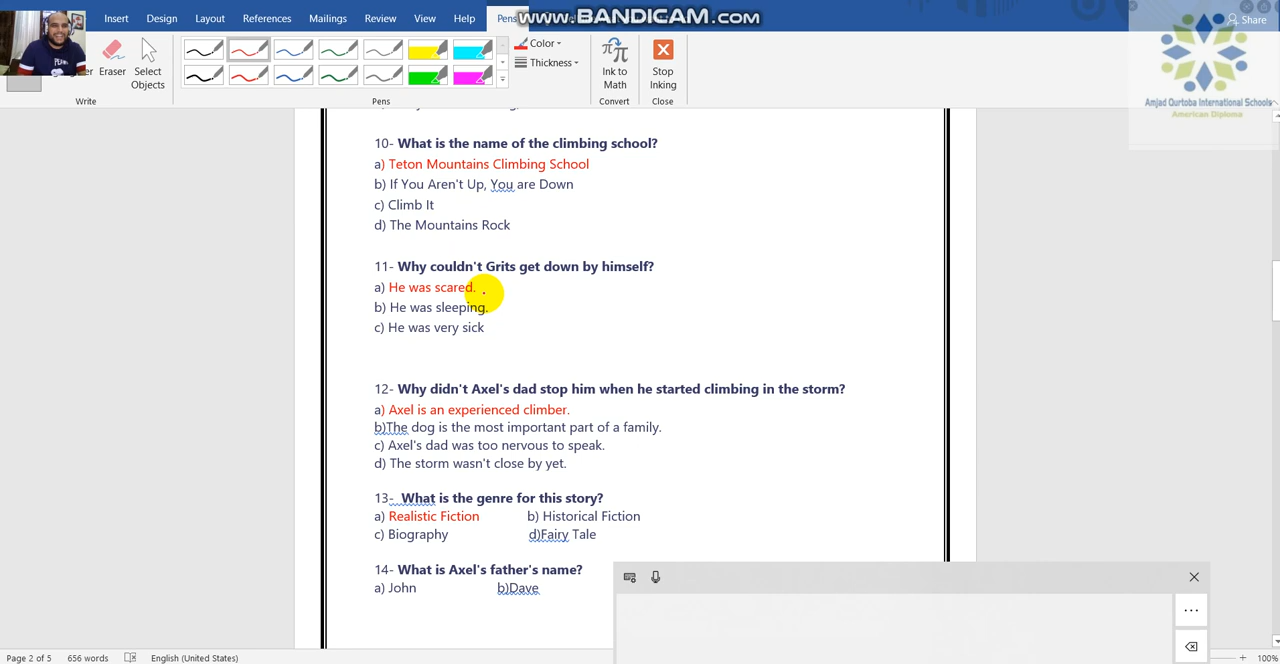 www.BANDICAM.com
Insert Design Layout References Mailings Review View Help Pens
Share
Eraser
Select Objects
Write
Pens
Color
Thickness
Ink to Math
Convert
Stop Inking
Close
Amjad Qurtoba International Schools
American Diploma
10- What is the name of the climbing school?
a) Teton Mountains Climbing School
b) If You Aren't Up, You are Down
c) Climb It
d) The Mountains Rock
11- Why couldn't Grits get down by himself?
a) He was scared.
b) He was sleeping.
c) He was very sick
12- Why didn't Axel's dad stop him when he started climbing in the storm?
a) Axel is an experienced climber.
b)The dog is the most important part of a family.
c) Axel's dad was too nervous to speak.
d) The storm wasn't close by yet.
13- What is the genre for this story?
a) Realistic Fiction b) Historical Fiction
c) Biography d)Fairy Tale
14- What is Axel's father's name?
a) John b)Dave
Page 2 of 5 656 words English (United States) 100%